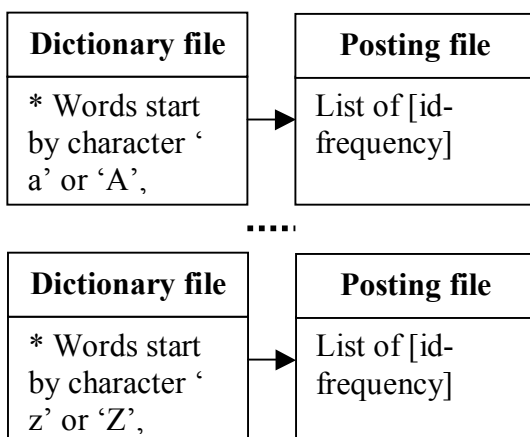 Dictionary file
Posting file
* Words start
by character ‘
a’ or ‘A’,
List of [id-
frequency]
......
Dictionary file
Posting file
* Words start
by character ‘
z’ or ‘Z’,
List of [id-
frequency]